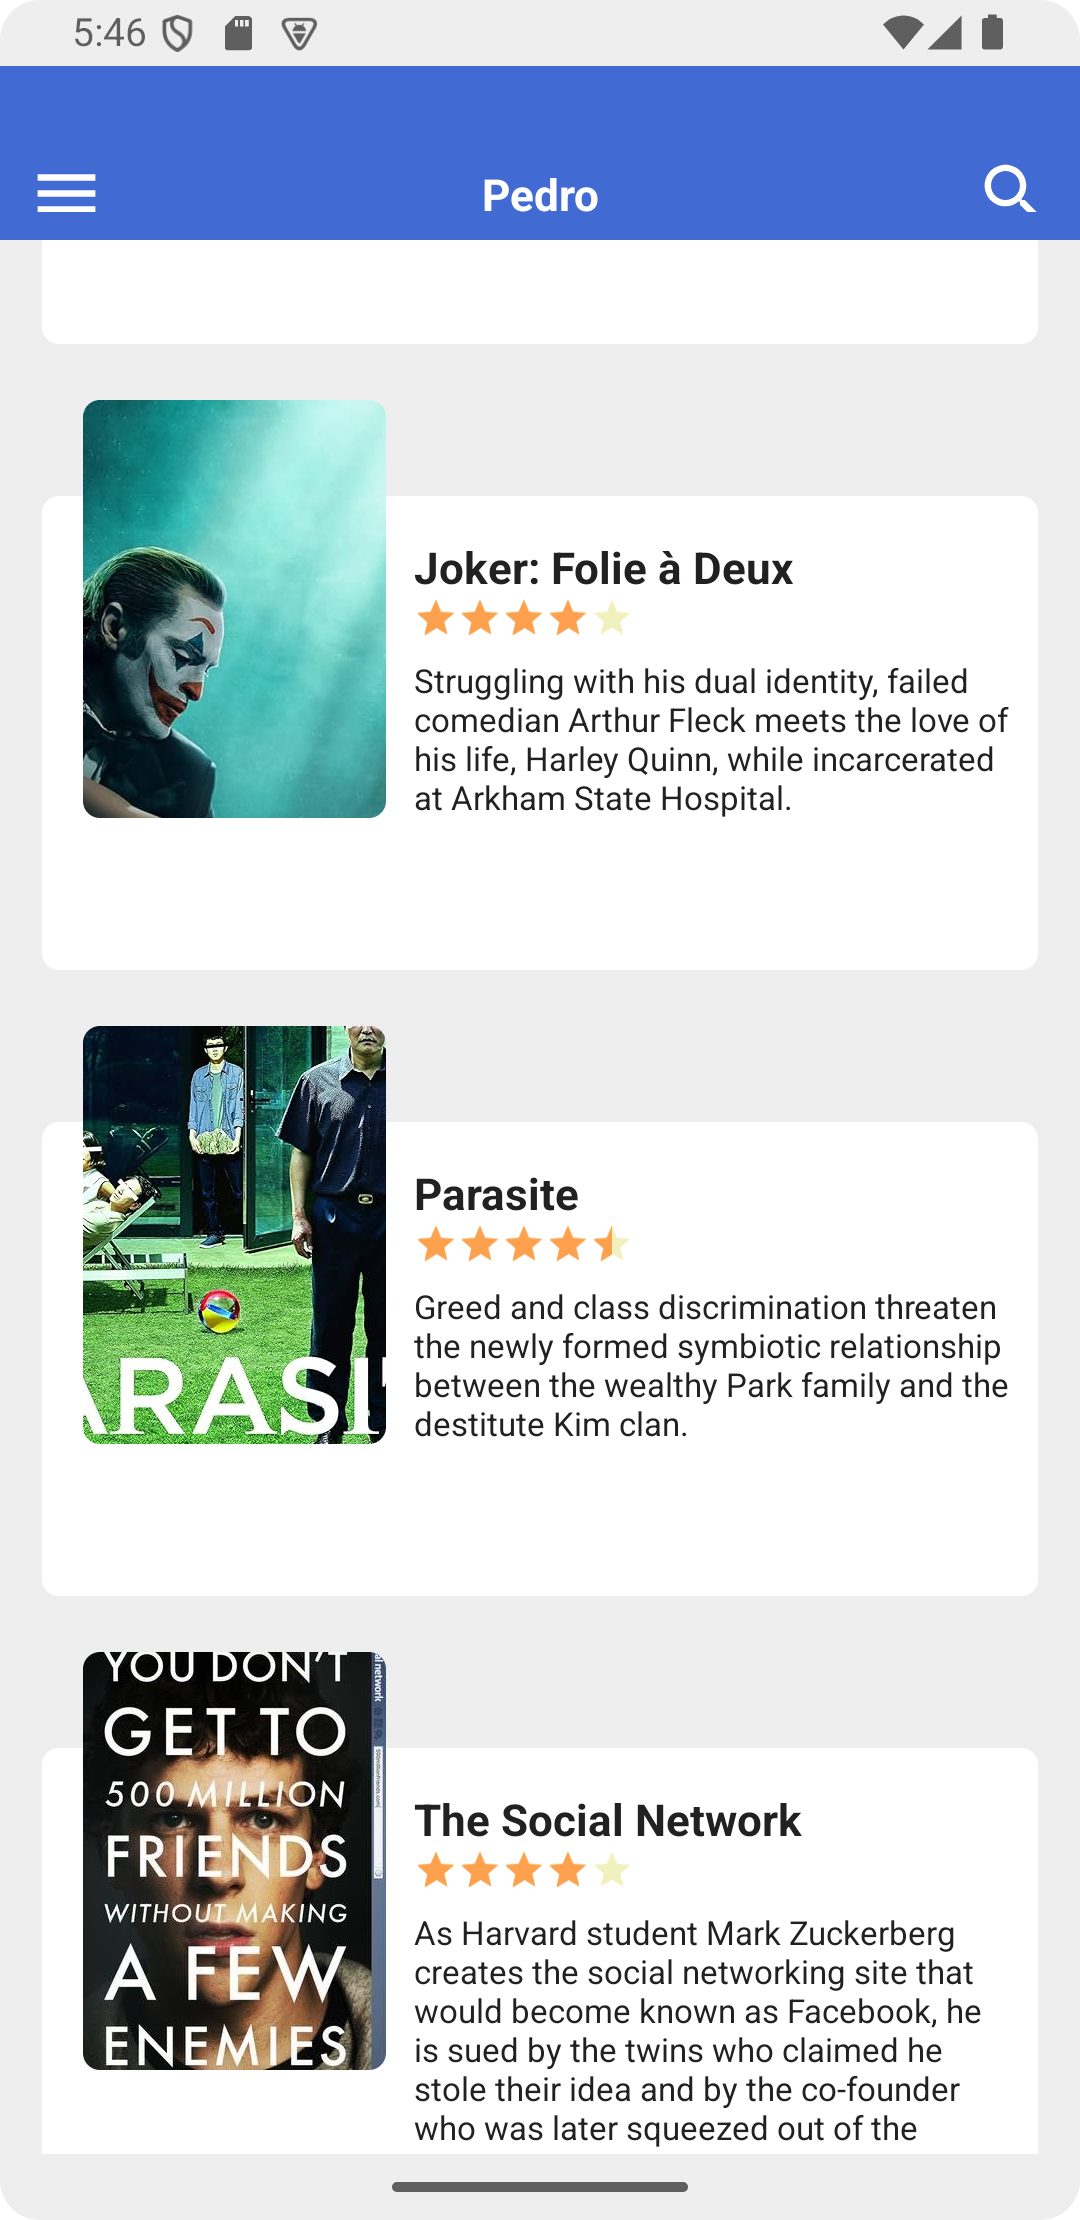 5:46
Pedro
Joker: Folie à Deux
Struggling with his dual identity, failed
comedian Arthur Fleck meets the love of
his life, Harley Quinn, while incarcerated
at Arkham State Hospital.
ARASI
Parasite
Greed and class discrimination threaten
the newly formed symbiotic relationship
between the wealthy Park family and the
destitute Kim clan.
YOU DON'T
GET TO
500 MILLION
FRIENDS
WITHOUT MAKING
A FEW
ENEMIES
al network
The Social Network
As Harvard student Mark Zuckerberg
creates the social networking site that
would become known as Facebook, he
is sued by the twins who claimed he
stole their idea and by the co-founder
who was later squeezed out of the